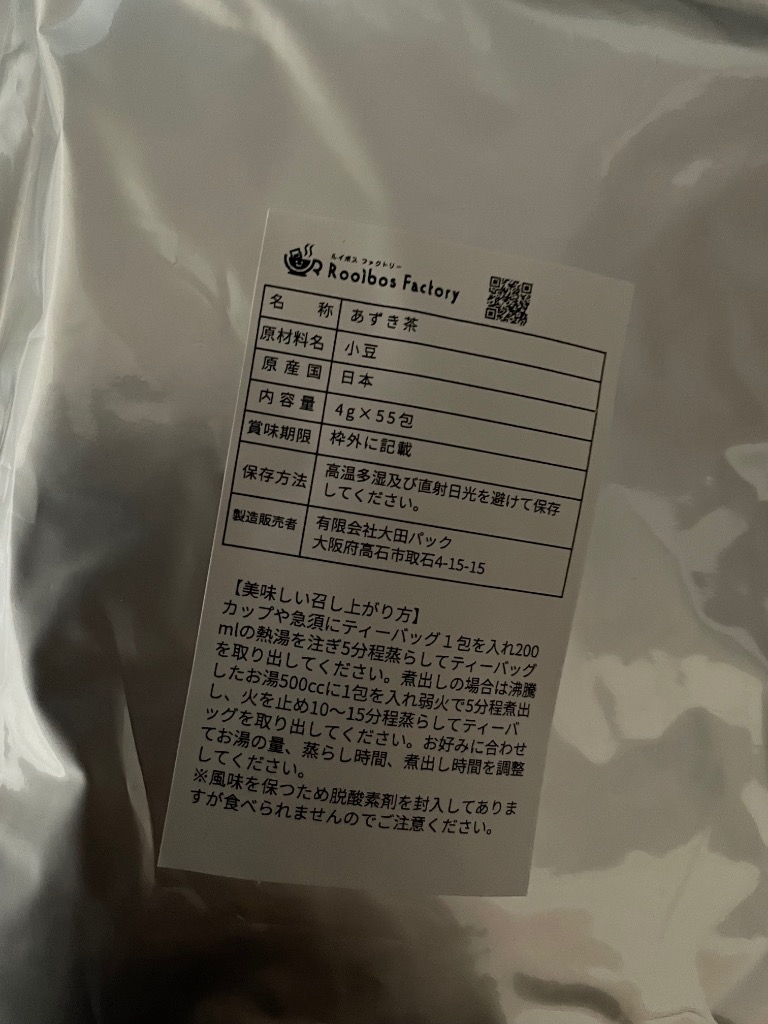 ルイボス ファクトリー
Rooibos Factory
名 称 あずき茶
原材料名 小豆
原産国 日本
内容量 4g×55包
賞味期限 枠外に記載
保存方法 高温多湿及び直射日光を避けて保存
してください。
製造販売者 有限会社大田パック
大阪府高石市取石4-15-15
【美味しい召し上がり方】
カップや急須にティーバッグ１包を入れ200
mlの熱湯を注ぎ5分程蒸らしてティーバッグ
を取り出してください。煮出しの場合は沸騰
したお湯500ccに1包を入れ弱火で5分程煮出
し、火を止め10～15分程蒸らしてティーバ
ッグを取り出してください。お好みに合わせ
てお湯の量、蒸らし時間、煮出し時間を調整
してください。
※風味を保つため脱酸素剤を封入してありま
すが食べられませんのでご注意ください。